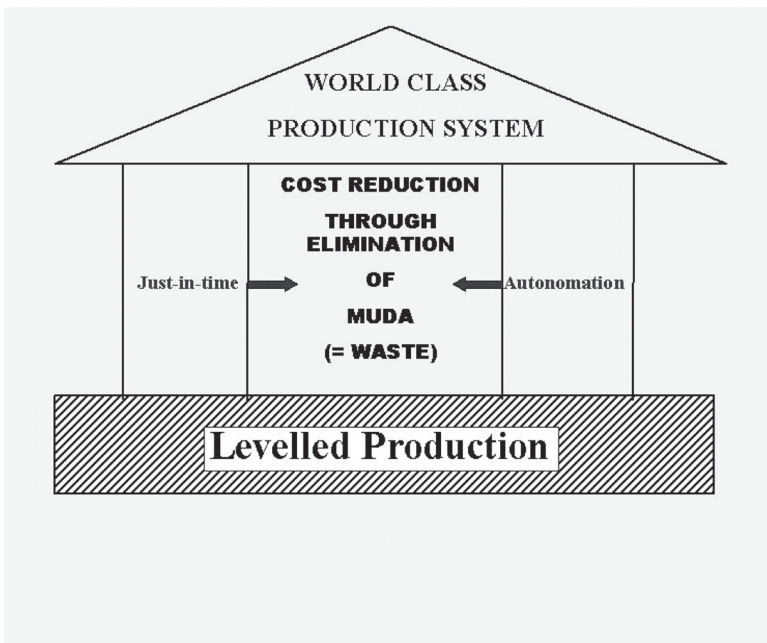 WORLD CLASS
PRODUCTION SYSTEM
COST REDUCTION
THROUGH
ELIMINATION
Just-in-time OF Autonomation
MUDA
(= WASTE)
Levelled Production